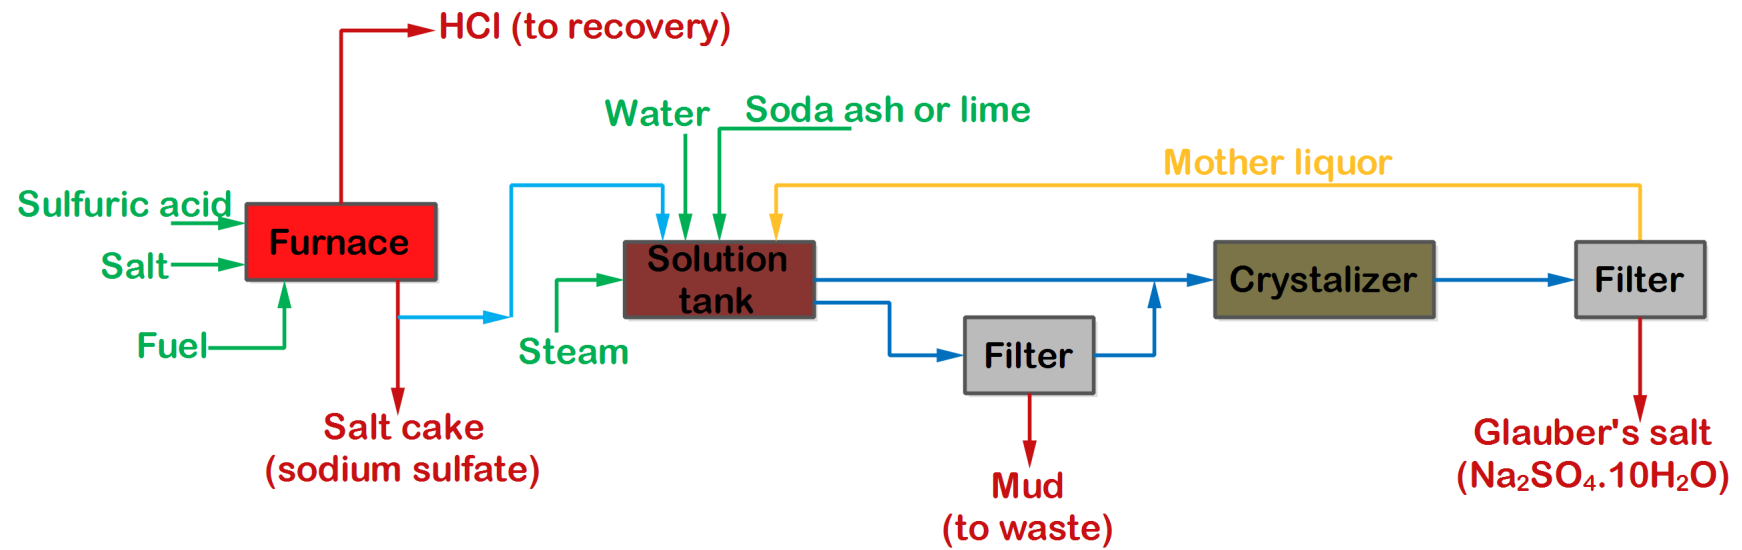 HCl (to recovery)
Water
Soda ash or lime
Mother liquor
Sulfuric acid
Furnace
Salt
Fuel
Solution
tank
Steam
Crystalizer
Filter
Filter
Salt cake
(sodium sulfate)
Mud
(to waste)
Glauber's salt
(Na₂SO₄.10H₂O)